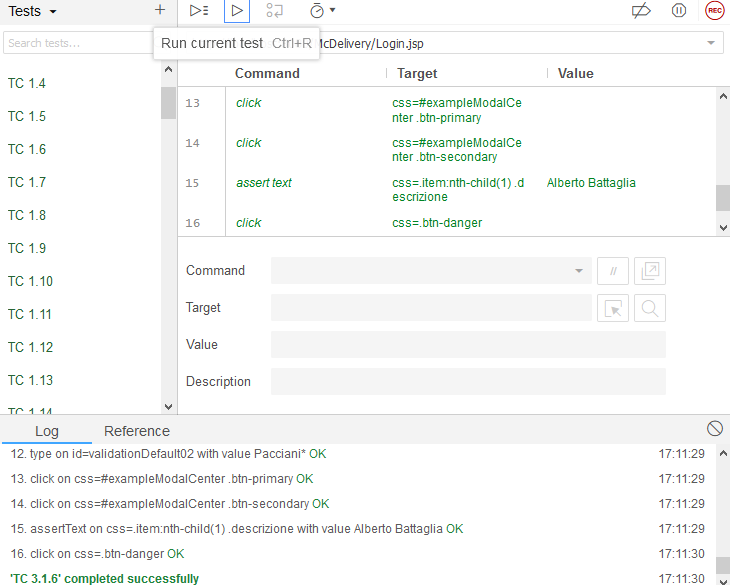 Tests
REC
Search tests...
Run current test Ctrl+R
McDelivery/Login.jsp
Command Target Value
TC 1.4
TC 1.5
TC 1.6
TC 1.7
TC 1.8
TC 1.9
TC 1.10
TC 1.11
TC 1.12
TC 1.13
TC 1.14
13 click css=#exampleModalCe
nter .btn-primary
14 click css=#exampleModalCe
nter .btn-secondary
15 assert text css=.item:nth-child(1) .d Alberto Battaglia
escrizione
16 click css=.btn-danger
Command //
Target
Value
Description
Log Reference
12. type on id=validationDefault02 with value Pacciani* OK 17:11:29
13. click on css=#exampleModalCenter .btn-primary OK 17:11:29
14. click on css=#exampleModalCenter .btn-secondary OK 17:11:29
15. assertText on css=.item:nth-child(1) .descrizione with value Alberto Battaglia OK 17:11:29
16. click on css=.btn-danger OK 17:11:30
'TC 3.1.6' completed successfully 17:11:30